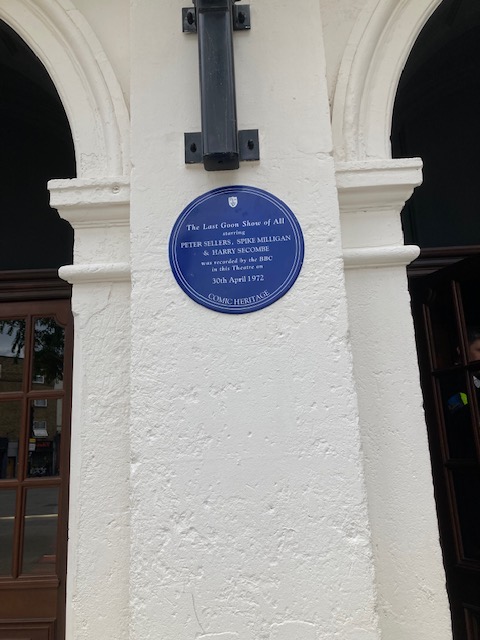 The Last Goon Show of All
starring
PETER SELLERS, SPIKE MILLIGAN
& HARRY SECOMBE
was recorded by the BBC
in this Theatre on
30th April 1972
COMIC HERITAGE